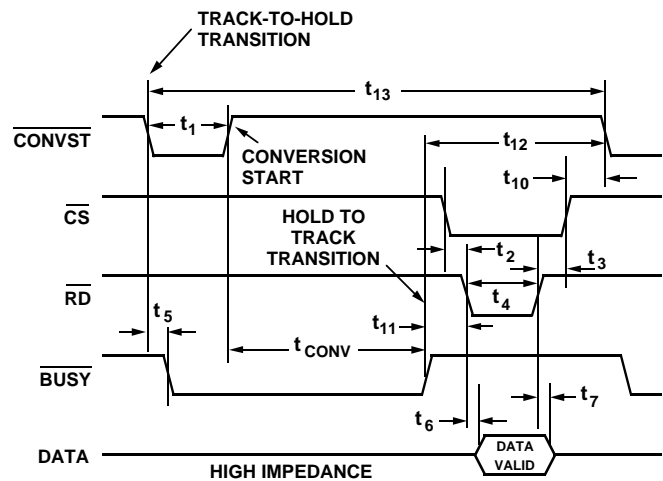 TRACK-TO-HOLD
TRANSITION
t13
t1
CONVST
t12
CONVERSION
START
t10
CS
HOLD TO
TRACK
TRANSITION
t2
t3
RD
t4
t5
t11
tCONV
BUSY
t6
t7
DATA
DATA
VALID
HIGH IMPEDANCE